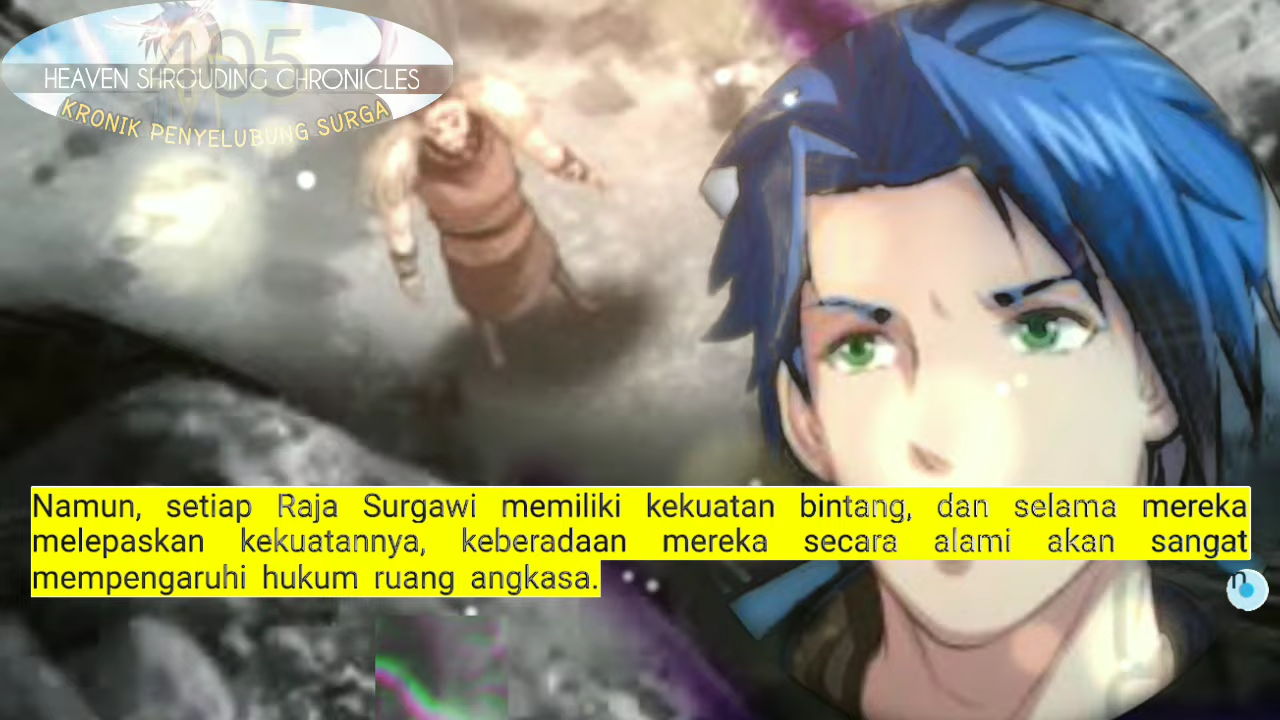 105
HEAVEN SHROUDING CHRONICLES
KRONIK PENYELUBUNG SURGA
Namun, setiap Raja Surgawi memiliki kekuatan bintang, dan selama mereka
melepaskan kekuatannya, keberadaan mereka secara alami akan sangat
mempengaruhi hukum ruang angkasa.
n